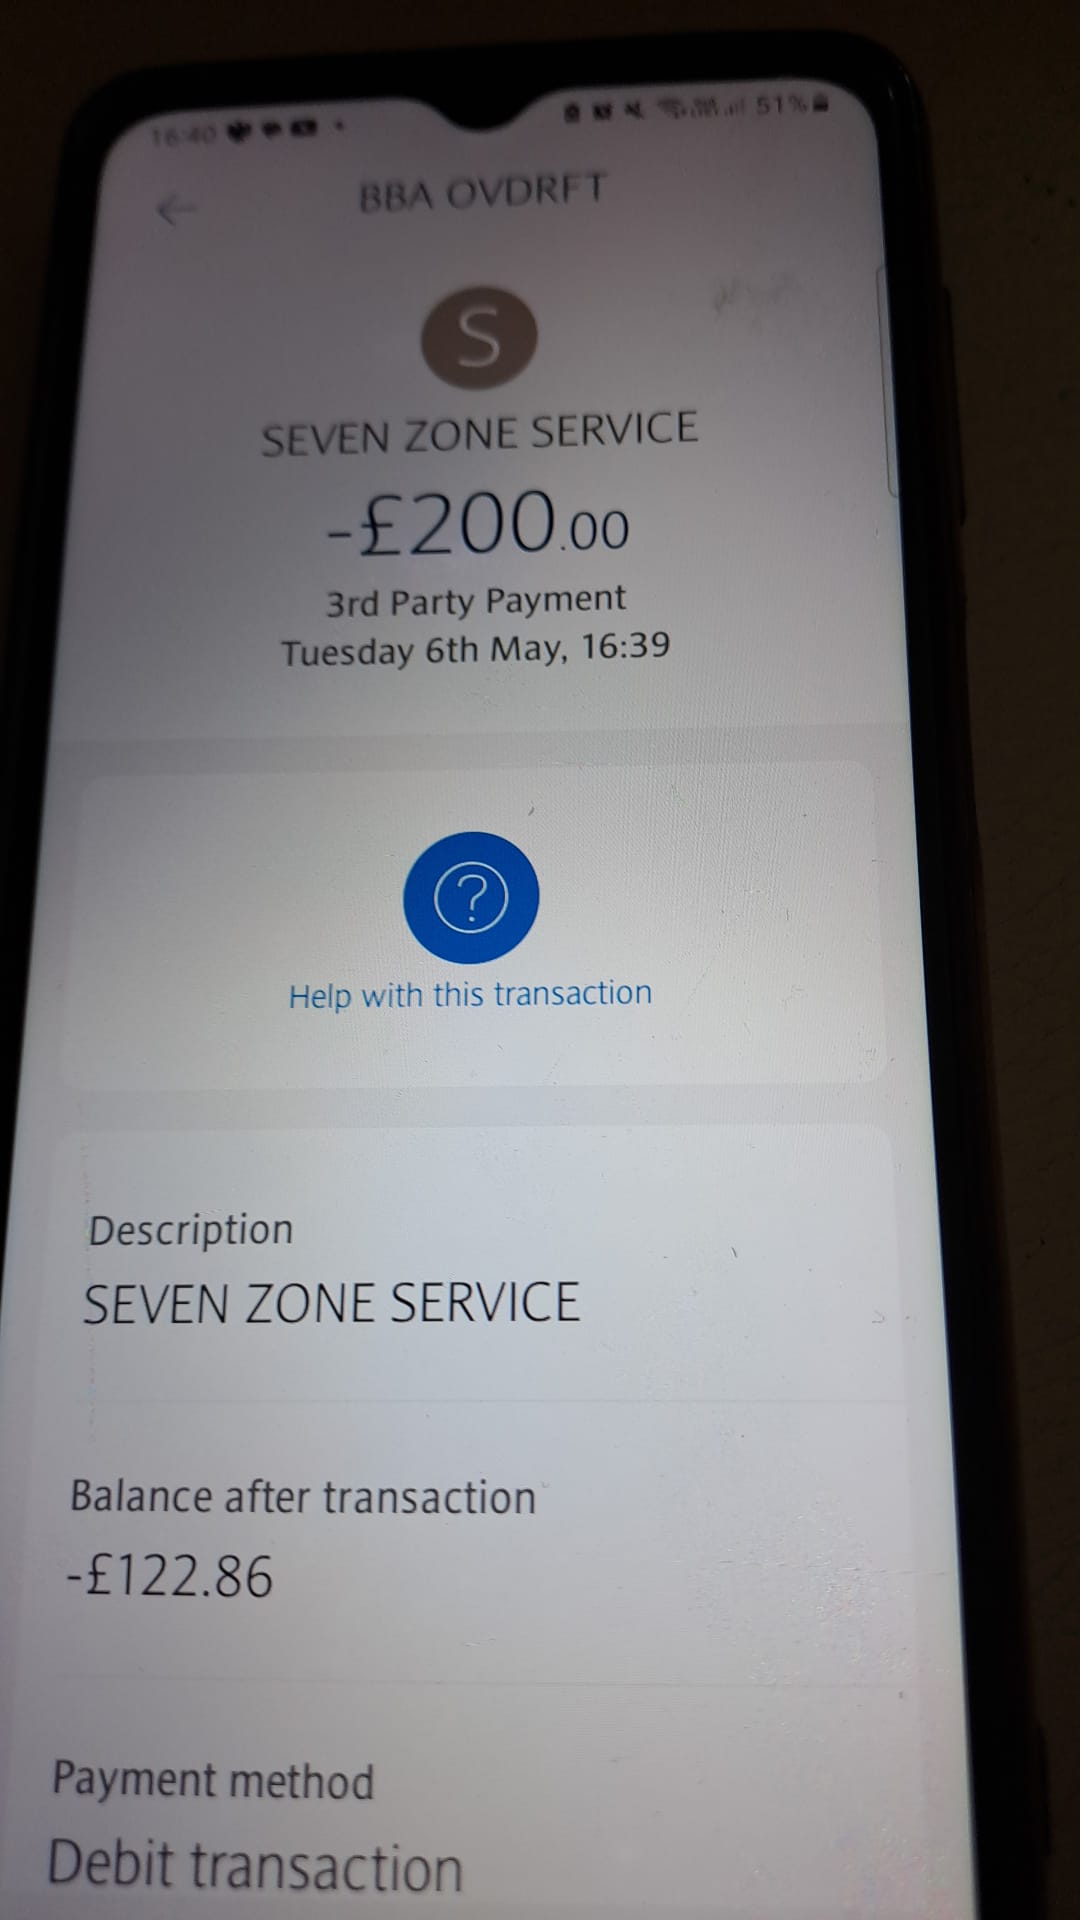 16:40 51%
BBA OVDRFT
S
SEVEN ZONE SERVICE
-£200.00
3rd Party Payment
Tuesday 6th May, 16:39
?
Help with this transaction
Description
SEVEN ZONE SERVICE
Balance after transaction
-£122.86
Payment method
Debit transaction